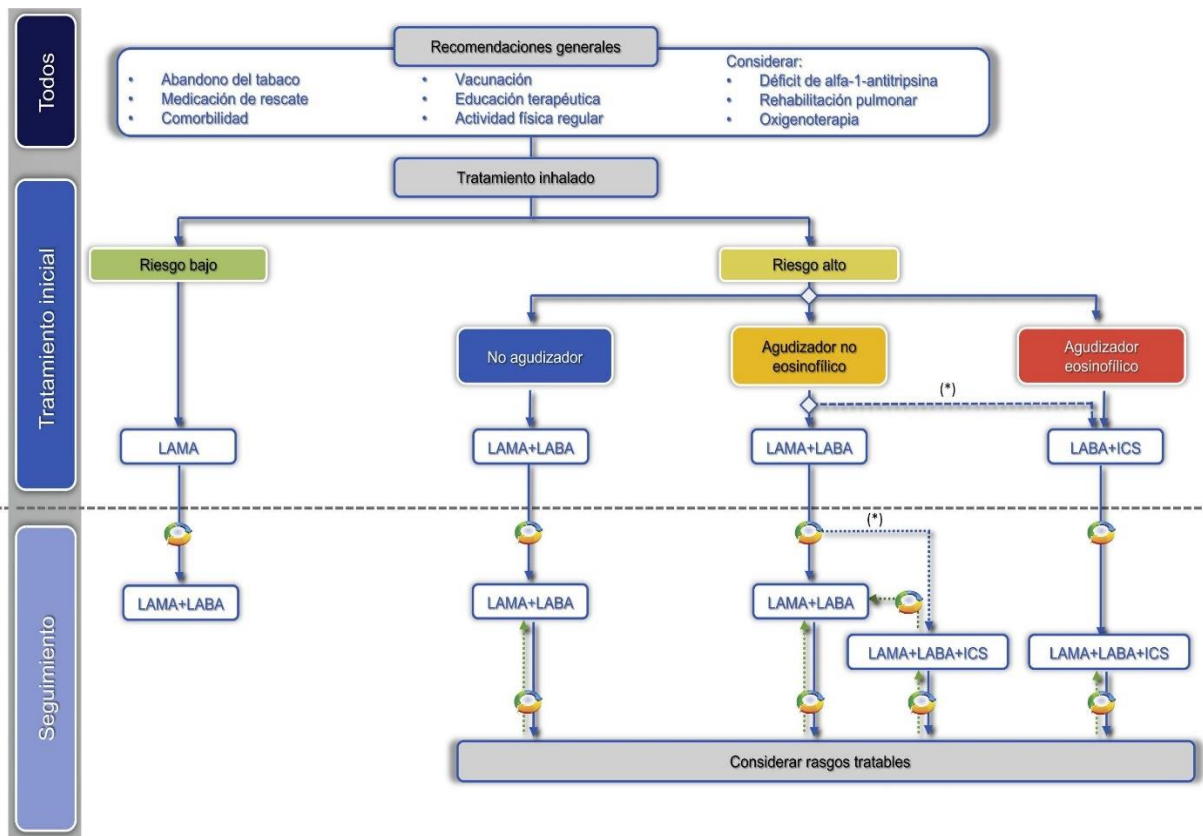 Todos
Recomendaciones generales
• Abandono del tabaco
• Medicación de rescate
• Comorbilidad
• Vacunación
• Educación terapéutica
• Actividad física regular
Considerar:
• Déficit de alfa-1-antitripsina
• Rehabilitación pulmonar
• Oxigenoterapia
Tratamiento inicial
Tratamiento inhalado
Riesgo bajo
Riesgo alto
No agudizador
Agudizador no
eosinofílico
Agudizador
eosinofílico
(*)
LAMA
LAMA+LABA
LAMA+LABA
LABA+ICS
Seguimiento
(*)
LAMA+LABA
LAMA+LABA
LAMA+LABA
LAMA+LABA+ICS
LAMA+LABA+ICS
Considerar rasgos tratables